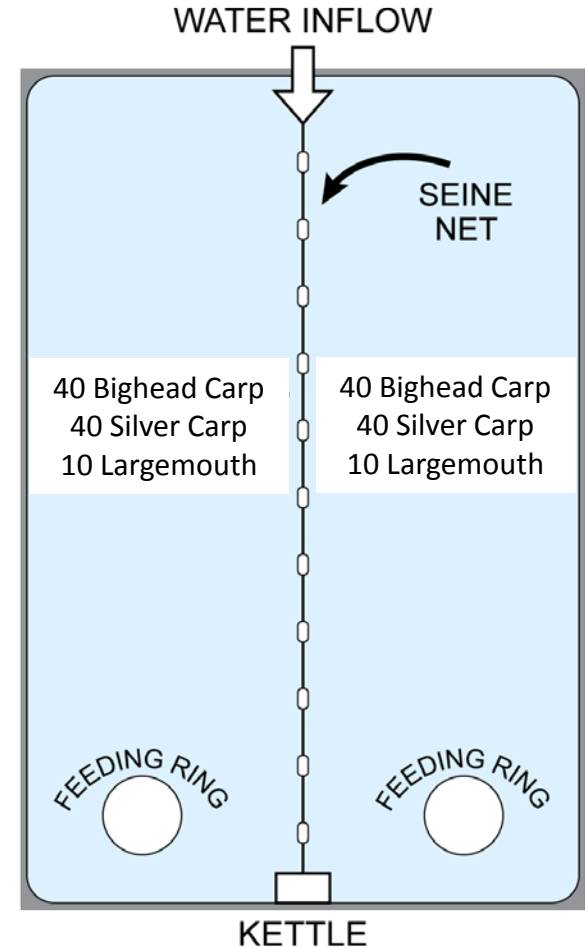 WATER INFLOW
SEINE
NET
40 Bighead Carp
40 Silver Carp
10 Largemouth
40 Bighead Carp
40 Silver Carp
10 Largemouth
FEEDING RING
FEEDING RING
KETTLE